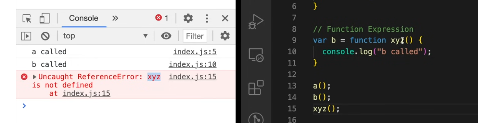 Console
1
top
Filter
a called index.js:5
b called index.js:10
Uncaught ReferenceError: xyz index.js:15
is not defined
at index.js:15
6 }
7
8 // Function Expression
9 var b = function xyz() {
10 console.log("b called");
11 }
12
13 a();
14 b();
15 xyz();
16